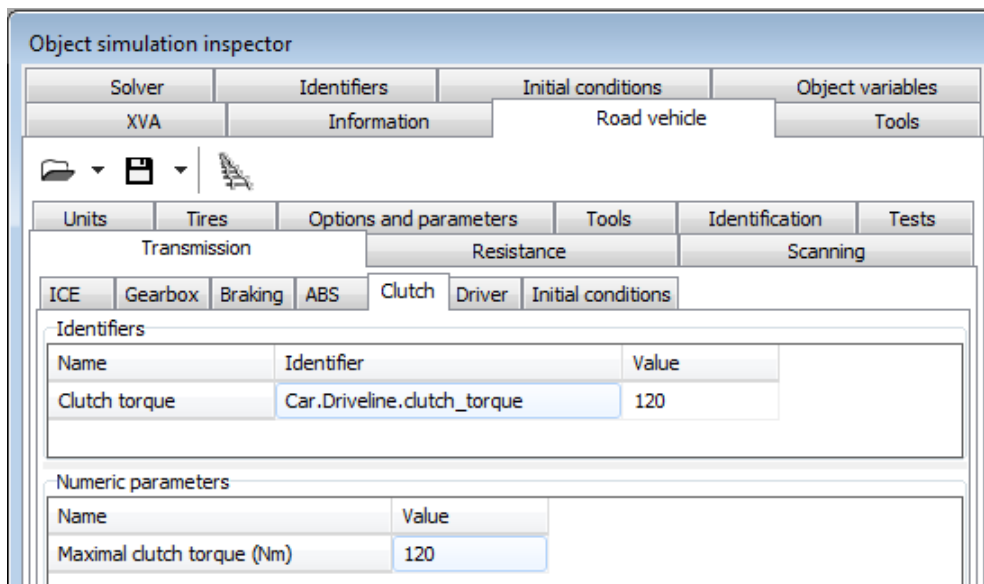 Object simulation inspector
Solver Identifiers Initial conditions Object variables
XVA Information Road vehicle Tools
Units Tires Options and parameters Tools Identification Tests
Transmission Resistance Scanning
ICE Gearbox Braking ABS Clutch Driver Initial conditions
Identifiers
Name Identifier Value
Clutch torque Car.Driveline.clutch_torque 120
Numeric parameters
Name Value
Maximal clutch torque (Nm) 120